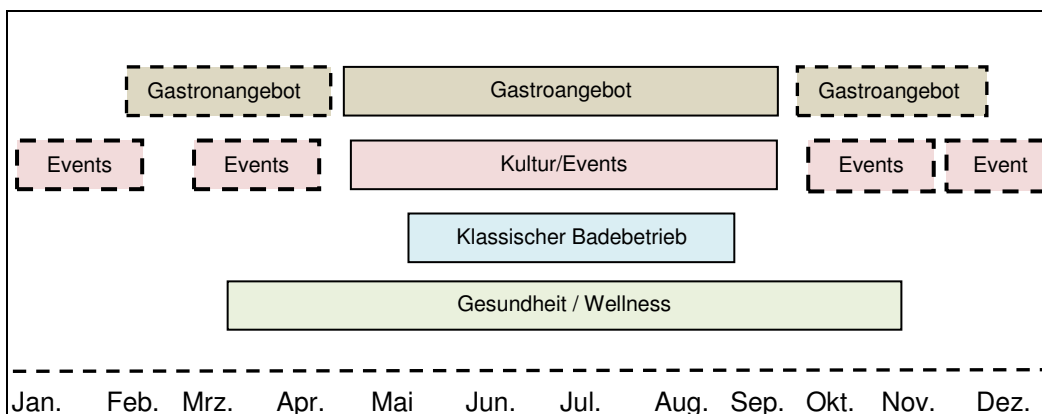 Gastronangebot Gastroangebot Gastroangebot
Events Events Kultur/Events Events Event
Klassischer Badebetrieb
Gesundheit / Wellness
Jan. Feb. Mrz. Apr. Mai Jun. Jul. Aug. Sep. Okt. Nov. Dez.